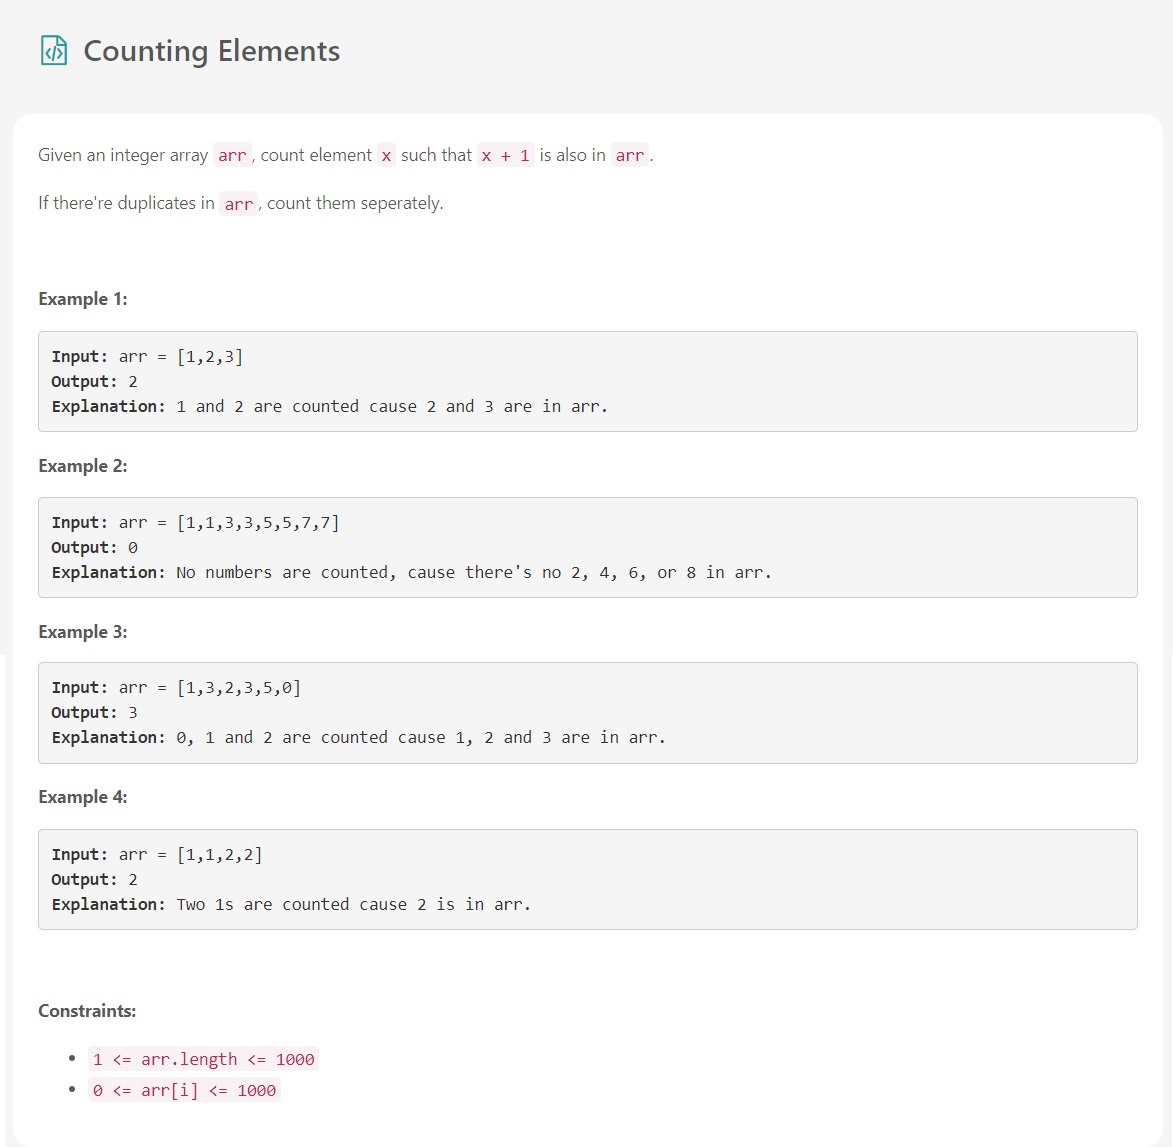 Counting Elements
Given an integer array arr, count element x such that x + 1 is also in arr.
If there're duplicates in arr, count them seperately.
Example 1:
Input: arr = [1,2,3]
Output: 2
Explanation: 1 and 2 are counted cause 2 and 3 are in arr.
Example 2:
Input: arr = [1,1,3,3,5,5,7,7]
Output: 0
Explanation: No numbers are counted, cause there's no 2, 4, 6, or 8 in arr.
Example 3:
Input: arr = [1,3,2,3,5,0]
Output: 3
Explanation: 0, 1 and 2 are counted cause 1, 2 and 3 are in arr.
Example 4:
Input: arr = [1,1,2,2]
Output: 2
Explanation: Two 1s are counted cause 2 is in arr.
Constraints:
• 1 <= arr.length <= 1000
• 0 <= arr[i] <= 1000